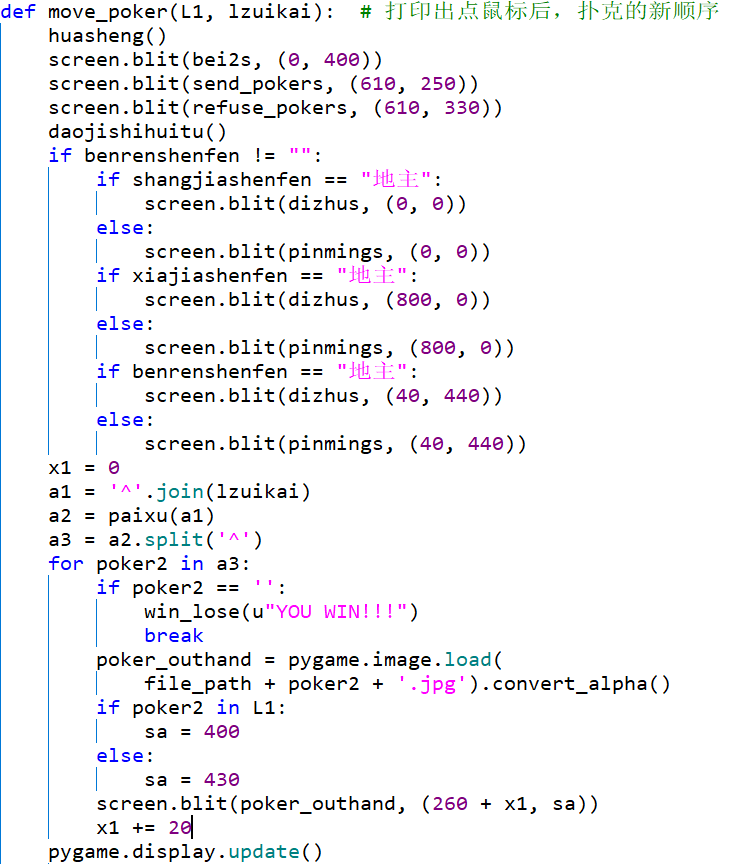 def move_poker(L1, lzuikai):  # 打印出点鼠标后，扑克的新顺序
    huasheng()
    screen.blit(bei2s, (0, 400))
    screen.blit(send_pokers, (610, 250))
    screen.blit(refuse_pokers, (610, 330))
    daojishihuitu()
    if benrenshenfen != "":
        if shangjiashenfen == "地主":
            screen.blit(dizhus, (0, 0))
        else:
            screen.blit(pinmings, (0, 0))
        if xiajiashenfen == "地主":
            screen.blit(dizhus, (800, 0))
        else:
            screen.blit(pinmings, (800, 0))
        if benrenshenfen == "地主":
            screen.blit(dizhus, (40, 440))
        else:
            screen.blit(pinmings, (40, 440))
    x1 = 0
    a1 = '^'.join(lzuikai)
    a2 = paixu(a1)
    a3 = a2.split('^')
    for poker2 in a3:
        if poker2 == '':
            win_lose(u"YOU WIN!!!")
            break
        poker_outhand = pygame.image.load(
            file_path + poker2 + '.jpg').convert_alpha()
        if poker2 in L1:
            sa = 400
        else:
            sa = 430
        screen.blit(poker_outhand, (260 + x1, sa))
        x1 += 20
    pygame.display.update()